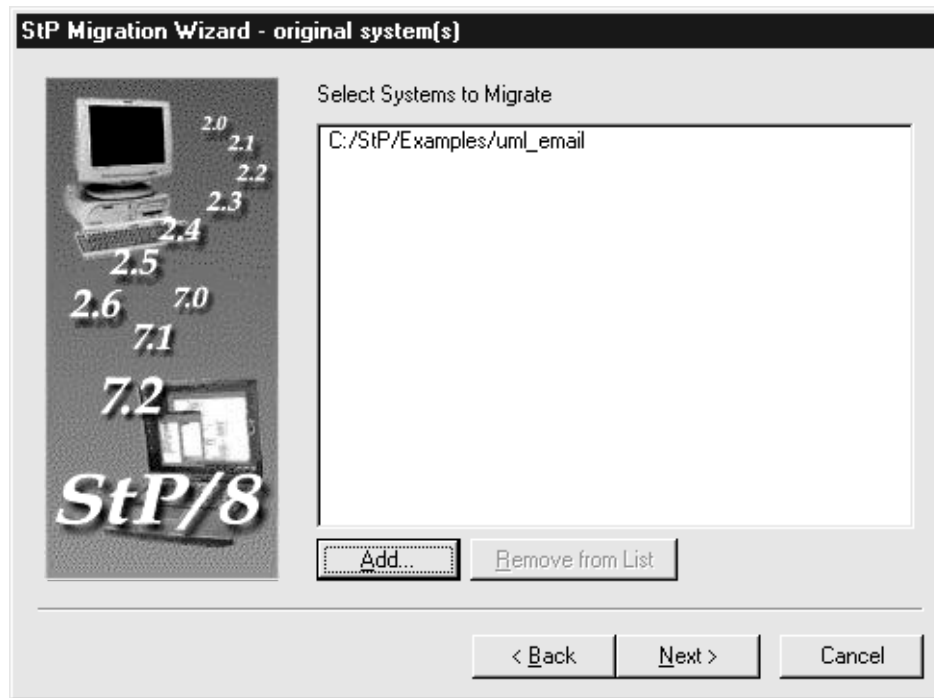 StP Migration Wizard - original system(s)
Select Systems to Migrate
C:/StP/Examples/uml_email
2.0
2.1
2.2
2.3
2.4
2.5
2.6
7.0
7.1
7.2
StP/8
Add...
Remove from List
< Back
Next >
Cancel